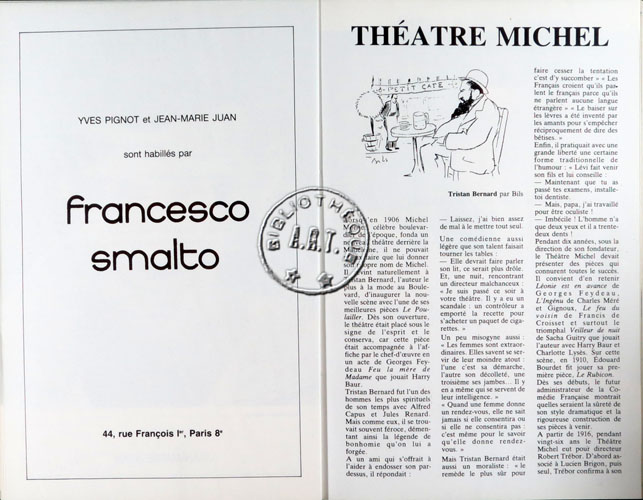 YVES PIGNOT et JEAN-MARIE JUAN
sont habillés par
francesco
smalto
44, rue François Ier, Paris 8e
THÉATRE MICHEL
PETIT CAFÉ
Tristan Bernard par Bils
BIBLIOTHÈQUE
A.R.T.
en 1906 Michel
célèbre boulevar-
époque, fonda un
théâtre derrière la
il ne pouvait
faire que lui donner
propre nom de Michel.
Il vint naturellement à
Tristan Bernard, l'auteur le
plus à la mode au Boule-
vard, d'inaugurer la nou-
velle scène avec l'une de ses
meilleures pièces Le Pou-
lailler. Dès son ouverture,
le théâtre était placé sous le
signe de l'esprit et le
conserva, car cette pièce
était accompagnée à l'af-
fiche par le chef-d'œuvre en
un acte de Georges Fey-
deau Feu la mère de
Madame que jouait Harry
Baur.
Tristan Bernard fut l'un des
hommes les plus spirituels
de son temps avec Alfred
Capus et Jules Renard.
Mais comme eux, il se trou-
vait souvent féroce, démen-
tant ainsi la légende de
bonhomie qu'on lui a
forgée.
A un ami qui s'offrait à
l'aider à endosser son par-
dessus, il répondait :
— Laissez, j'ai bien assez
de mal à le mettre tout seul.
Une comédienne aussi
légère que son talent faisait
tourner les tables :
— Elle devrait faire parler
son lit, ce serait plus drôle.
Et, une nuit, rencontrant
un directeur malchanceux :
« Je suis passé ce soir à
votre théâtre. Il y a eu un
scandale : un contrôleur a
emporté la recette pour
s'acheter un paquet de ciga-
rettes. »
Un peu misogyne aussi :
« Les femmes sont extraor-
dinaires. Elles savent se ser-
vir de leur moindre atout :
l'une c'est sa démarche,
l'autre son décolleté, une
troisième ses jambes... Il y
en a même qui se servent de
leur intelligence. »
« Quand une femme donne
un rendez-vous, elle ne sait
jamais si elle consentira ou
si elle ne consentira pas :
c'est même pour le savoir
qu'elle donne rendez-
vous. »
Mais Tristan Bernard était
aussi un moraliste : « le
remède le plus sûr pour
faire cesser la tentation
c'est d'y succomber » « Les
Français croient qu'ils pas-
lent le français parce qu'ils
ne parlent aucune langue
étrangère » « Le baiser sur
les lèvres a été inventé par
les amants pour s'empêcher
réciproquement de dire des
bêtises. »
Enfin, il pratiquait avec une
grande liberté une certaine
forme traditionnelle de
l'humour : « Lévi fait venir
son fils et lui conseille :
— Maintenant que tu as
passé tes examens, installe-
toi dentiste.
— Mais, papa, j'ai travaillé
pour être oculiste !
— Imbécile ! L'homme n'a
que deux yeux et il a trente-
deux dents !
Pendant dix années, sous la
direction de son fondateur,
le Théâtre Michel devait
présenter des pièces qui
connurent toutes le succès.
Il convient d'en retenir
Léonie est en avance de
Georges Feydeau,
L'Ingénu de Charles Méré
et Gignoux, Le feu du
voisin de Francis de
Croisset et surtout le
triomphal Veilleur de nuit
de Sacha Guitry que jouait
l'auteur avec Harry Baur et
Charlotte Lysès. Sur cette
scène, en 1910, Édouard
Bourdet fit jouer sa pre-
mière pièce, Le Rubicon.
Dès ses débuts, le futur
administrateur de la Co-
médie Française montrait
quelles seraient la sûreté de
son style dramatique et la
rigoureuse construction de
ses pièces à venir.
A partir de 1916, pendant
vingt-six ans le Théâtre
Michel eut pour directeur
Robert Trébor. D'abord as-
socié à Lucien Brigon, puis
seul, Trébor confirma à son